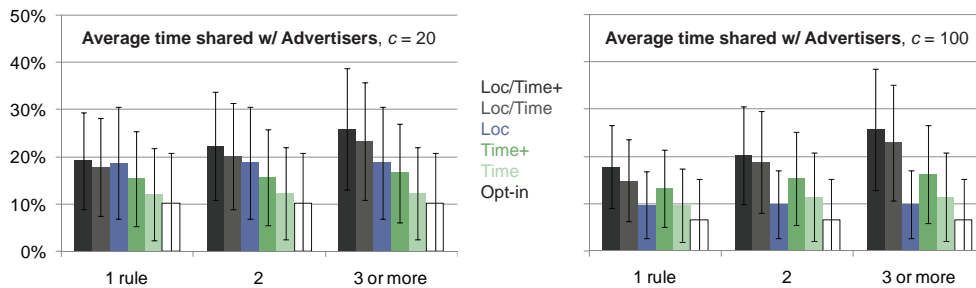 50%
40%
30%
20%
10%
0%
Average time shared w/ Advertisers, c = 20
1 rule
2
3 or more
Loc/Time+
Loc/Time
Loc
Time+
Time
Opt-in
Average time shared w/ Advertisers, c = 100
1 rule
2
3 or more